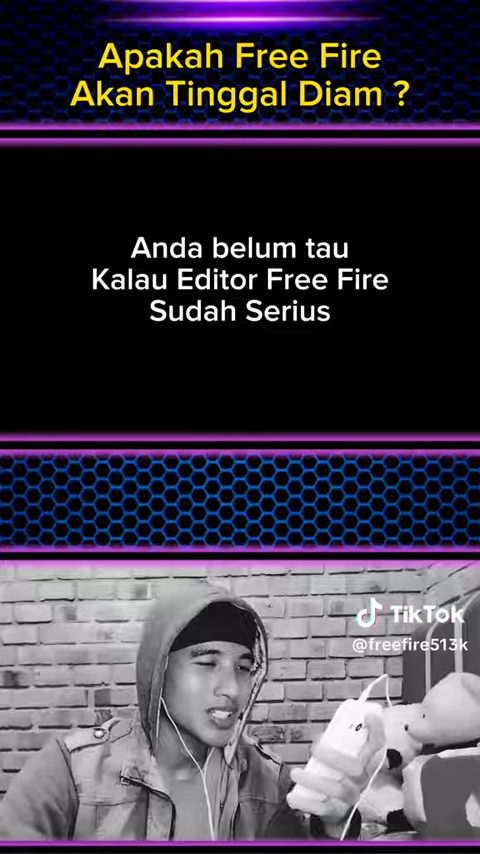 Apakah Free Fire
Akan Tinggal Diam ?
Anda belum tau
Kalau Editor Free Fire
Sudah Serius
TikTok
@freefire513k